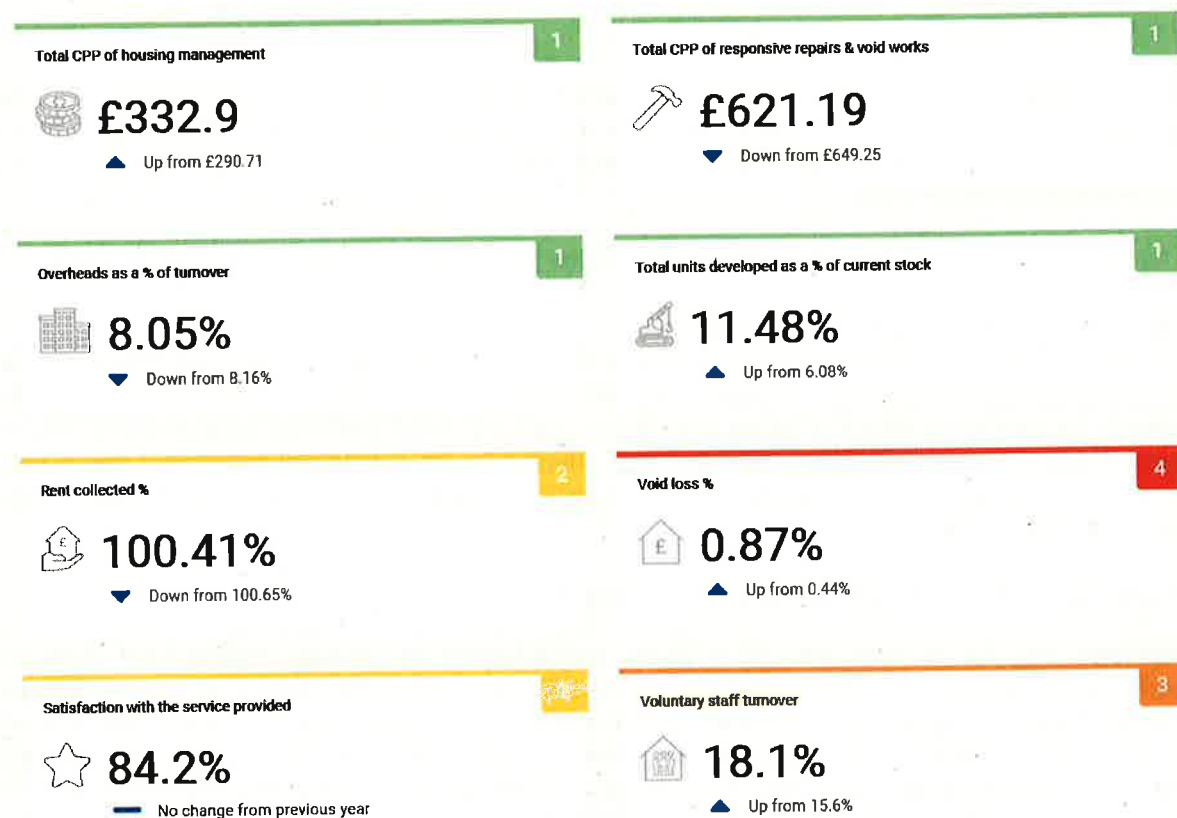 Total CPP of housing management
1
£332.9
Up from £290.71
Total CPP of responsive repairs & void works
1
£621.19
Down from £649.25
Overheads as a % of turnover
1
8.05%
Down from 8.16%
Total units developed as a % of current stock
1
11.48%
Up from 6.08%
Rent collected %
2
£
100.41%
Down from 100.65%
Void loss %
4
£
0.87%
Up from 0.44%
Satisfaction with the service provided
84.2%
No change from previous year
Voluntary staff turnover
3
18.1%
Up from 15.6%